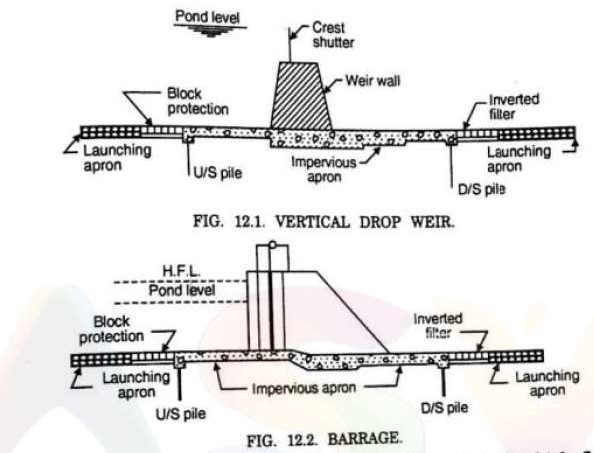 Pond level
Crest
shutter
Weir wall
Block
protection
Inverted
filter
Launching
apron
U/S pile
Impervious
apron
D/S pile
Launching
apron
FIG. 12.1. VERTICAL DROP WEIR.
H.F.L.
Pond level
Block
protection
Inverted
filter
Launching
apron
Impervious apron
Launching
apron
U/S pile
D/S pile
FIG. 12.2. BARRAGE.